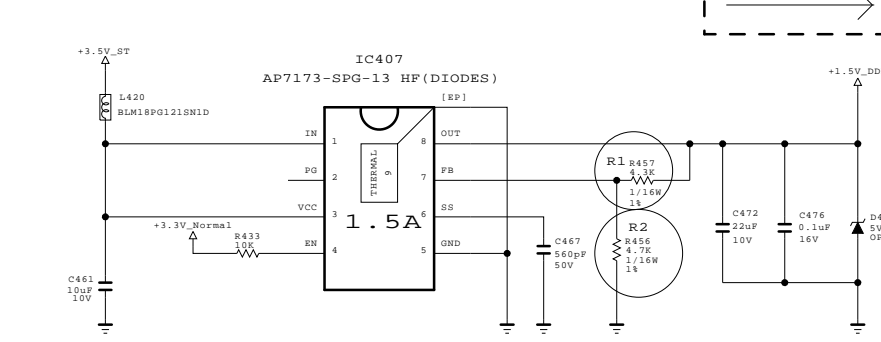 +3.5V_ST
IC407
AP7173-SPG-13 HF(DIODES)
+1.5V_DD
L420
BLM18PG121SN1D
[EP]
IN
1
8
OUT
R1
R457
4.3K
1/16W
1%
PG
2
THERMAL
9
7
FB
VCC
3
1.5A
6
SS
R2
R456
4.7K
1/16W
1%
+3.3V_Normal
R433
10K
EN
4
5
GND
C467
560pF
50V
C472
22uF
10V
C476
0.1uF
16V
D4
5V
OP
C461
10uF
10V